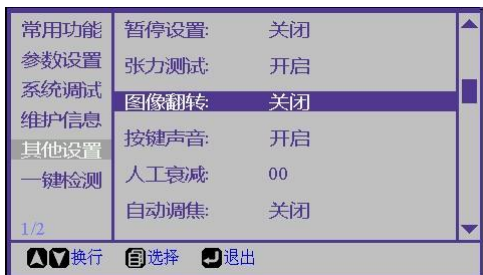 常用功能
参数设置
系统调试
维护信息
其他设置
一键检测
1/2
暂停设置: 关闭
张力测试: 开启
图像翻转: 关闭
按键声音: 开启
人工衰减: 00
自动调焦: 关闭
换行 选择 退出